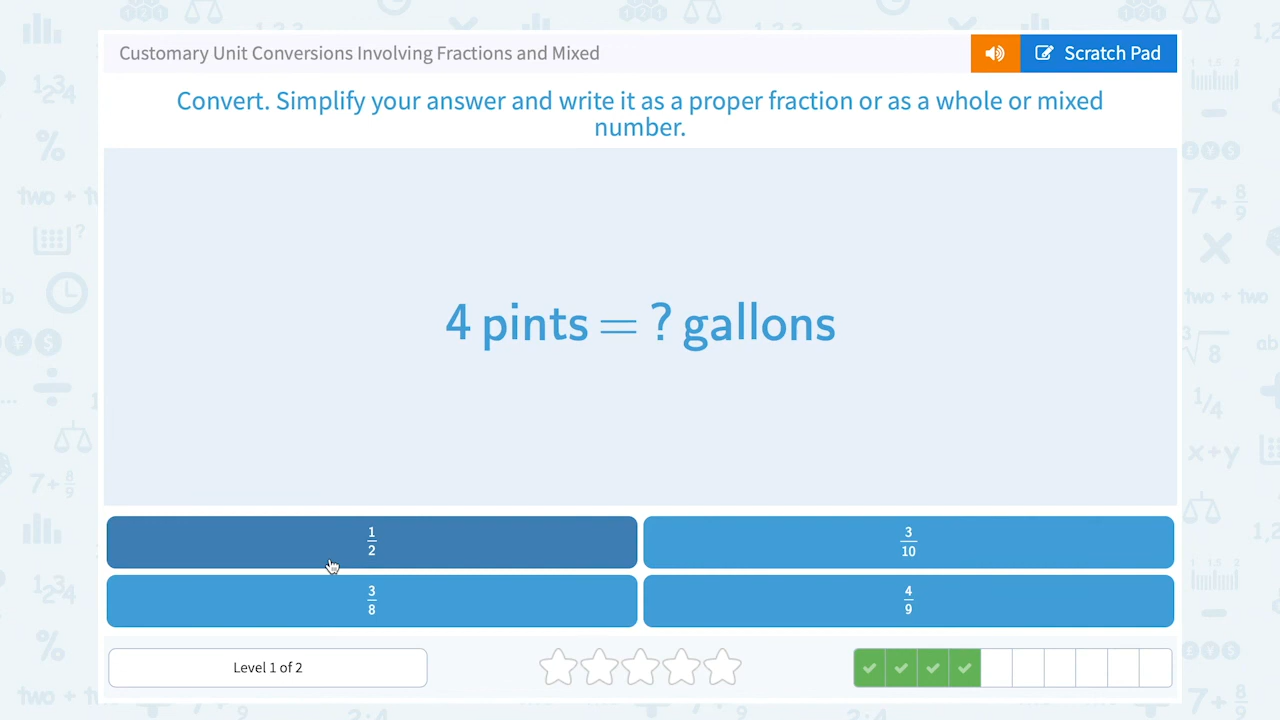 Customary Unit Conversions Involving Fractions and Mixed
Scratch Pad
Convert. Simplify your answer and write it as a proper fraction or as a whole or mixed
number.
4 pints = ? gallons
1/2
3/10
3/8
4/9
Level 1 of 2